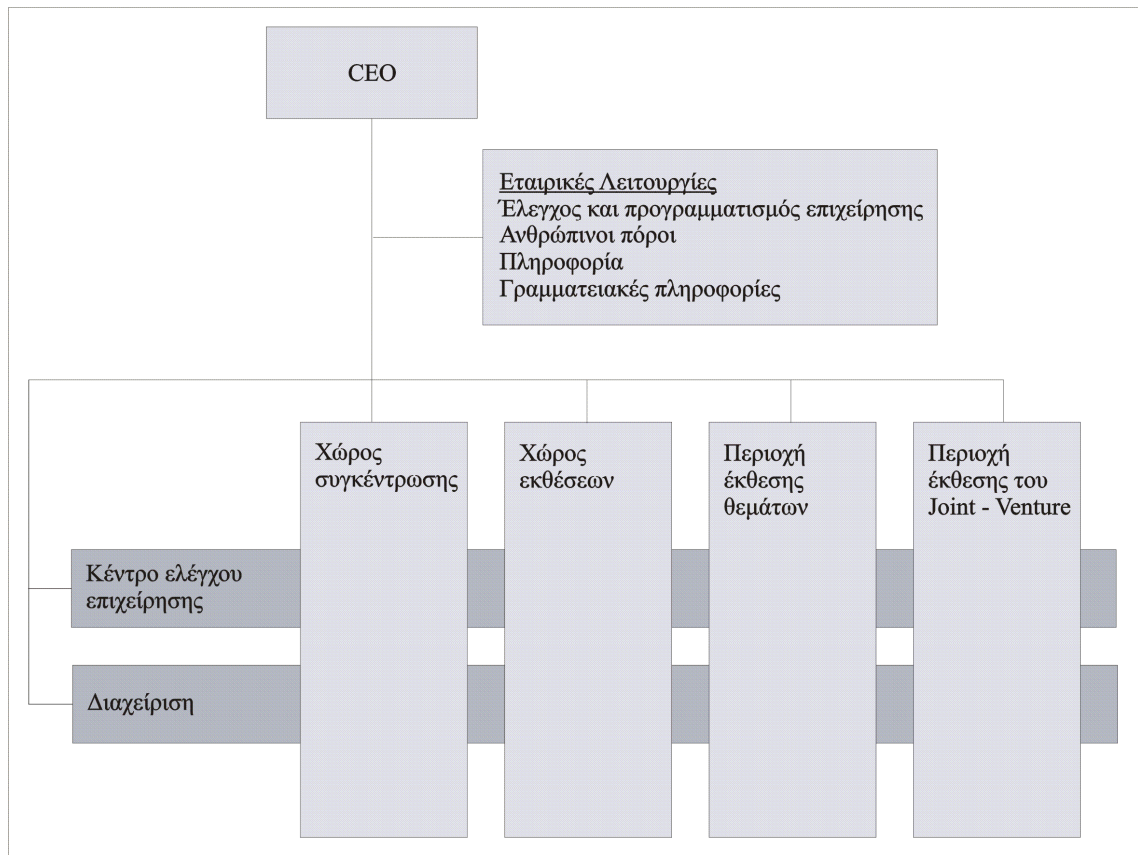 CEO
Εταιρικές Λειτουργίες
Έλεγχος και προγραμματισμός επιχείρησης
Ανθρώπινοι πόροι
Πληροφορία
Γραμματειακές πληροφορίες
Χώρος
συγκέντρωσης
Χώρος
εκθέσεων
Περιοχή
έκθεσης
θεμάτων
Περιοχή
έκθεσης του
Joint - Venture
Κέντρο ελέγχου
επιχείρησης
Διαχείριση